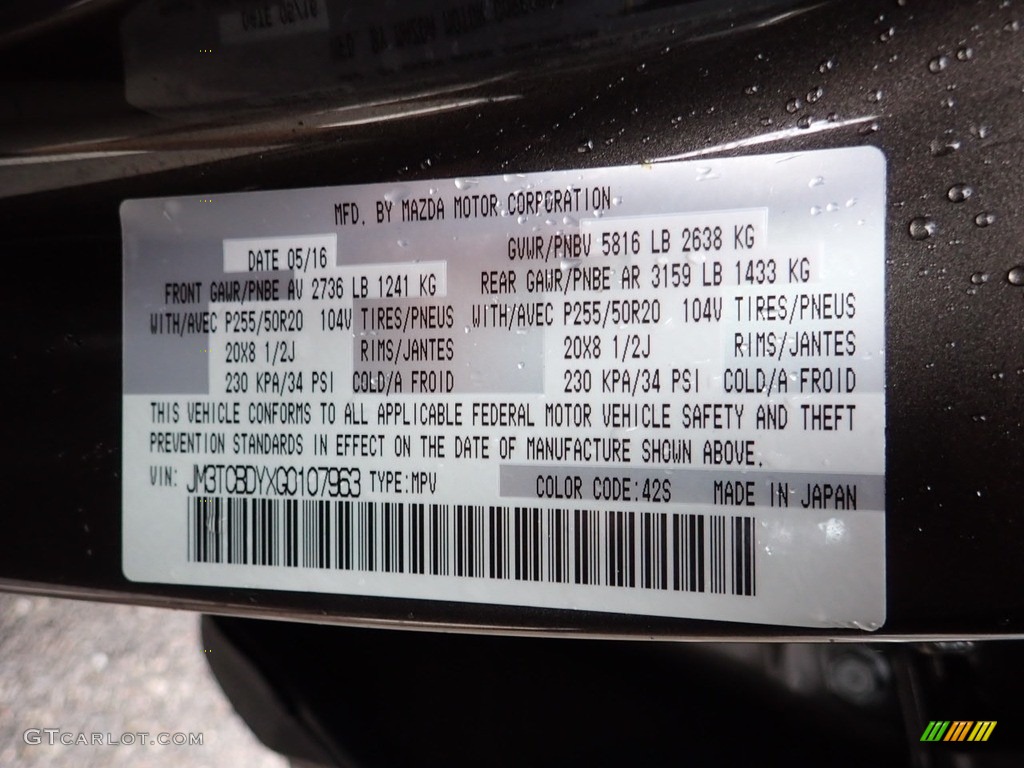 MFD. BY MAZDA MOTOR CORPORATION
DATE 05/16 GVWR/PNBV 5816 LB 2638 KG
FRONT GAWR/PNBE AV 2736 LB 1241 KG REAR GAWR/PNBE AR 3159 LB 1433 KG
WITH/AVEC P255/50R20 104V TIRES/PNEUS WITH/AVEC P255/50R20 104V TIRES/PNEUS
20X8 1/2J RIMS/JANTES 20X8 1/2J RIMS/JANTES
230 KPA/34 PSI COLD/A FROID 230 KPA/34 PSI COLD/A FROID
THIS VEHICLE CONFORMS TO ALL APPLICABLE FEDERAL MOTOR VEHICLE SAFETY AND THEFT
PREVENTION STANDARDS IN EFFECT ON THE DATE OF MANUFACTURE SHOWN ABOVE.
VIN: JM3TCBDYXG0107963 TYPE:MPV COLOR CODE:42S MADE IN JAPAN
GTCARLOT.COM